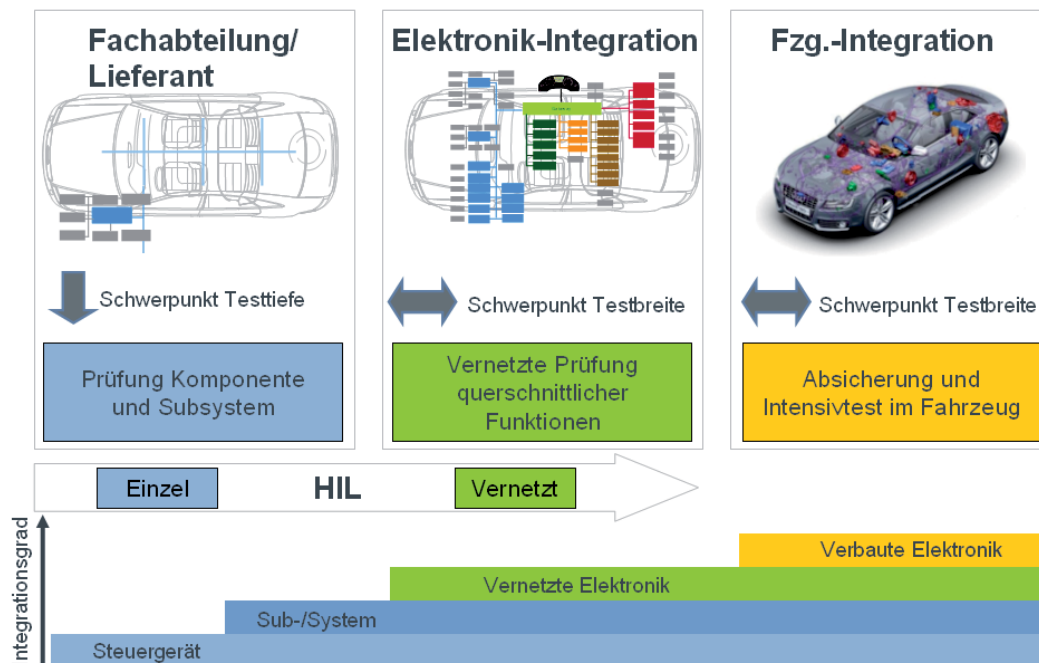 Fachabteilung/
Lieferant
Schwerpunkt Testtiefe
Prüfung Komponente
und Subsystem
Elektronik-Integration
Schwerpunkt Testbreite
Vernetzte Prüfung
querschnittlicher
Funktionen
Fzg.-Integration
Schwerpunkt Testbreite
Absicherung und
Intensivtest im Fahrzeug
Einzel
HIL
Vernetzt
ntegrationsgrad
Verbaute Elektronik
Vernetzte Elektronik
Sub-/System
Steuergerät